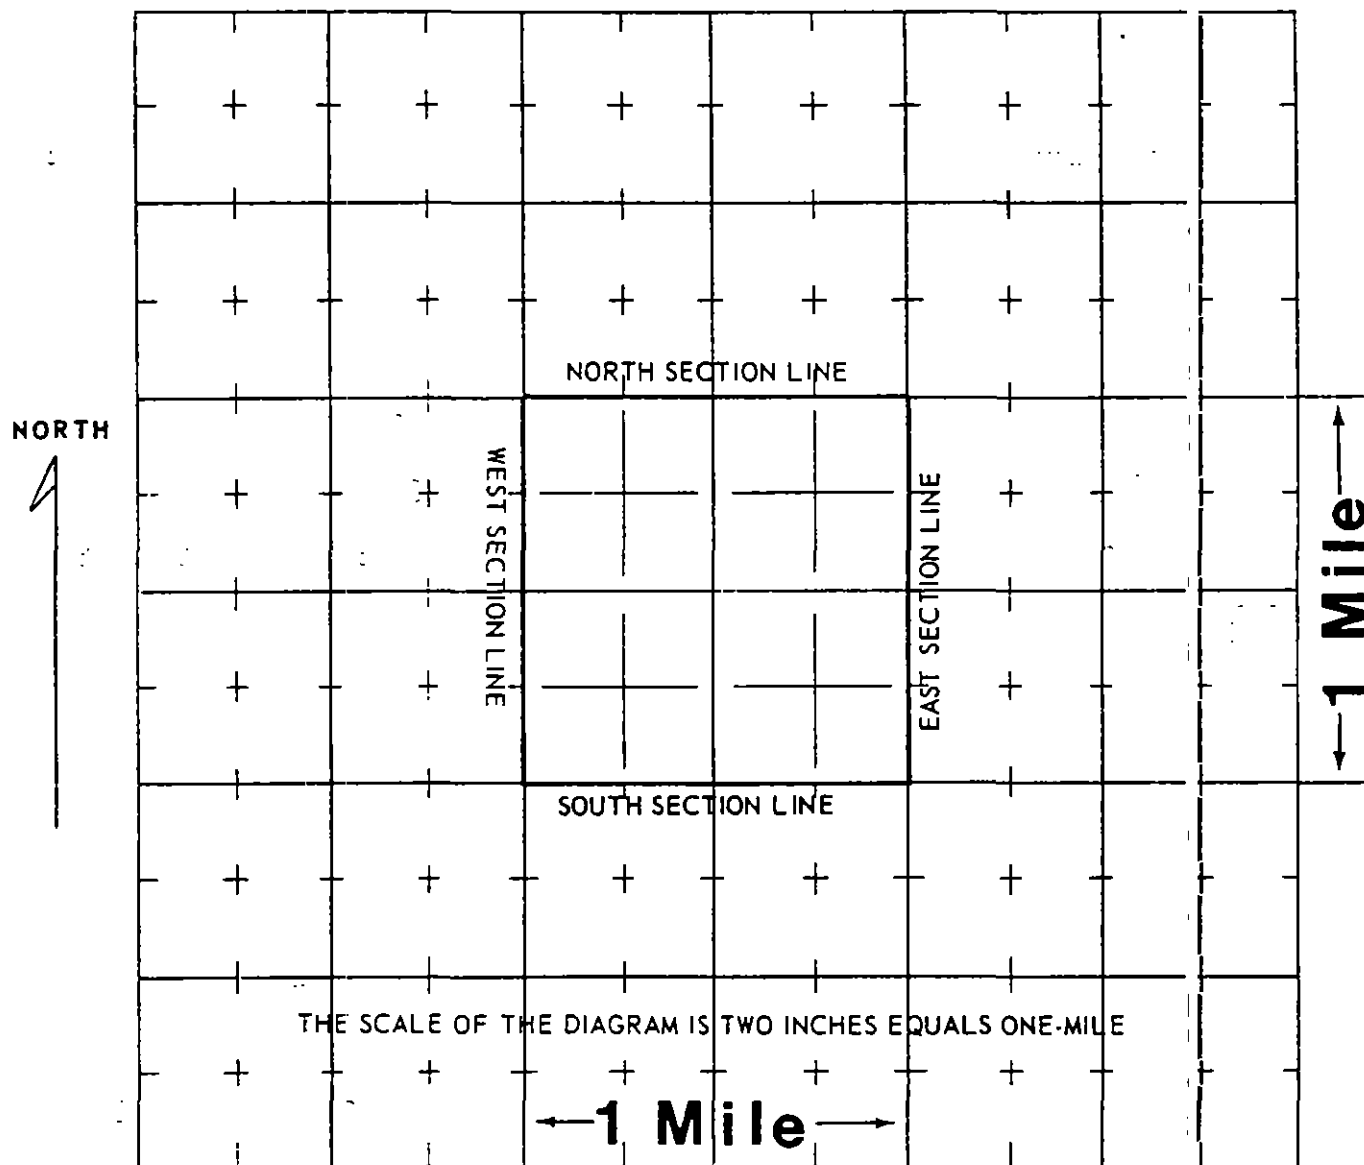 NORTH SECTION LINE
NORTH
WEST SECTION LINE
EAST SECTION LINE
1 Mile
SOUTH SECTION LINE
THE SCALE OF THE DIAGRAM IS TWO INCHES EQUALS ONE-MILE
1 Mile